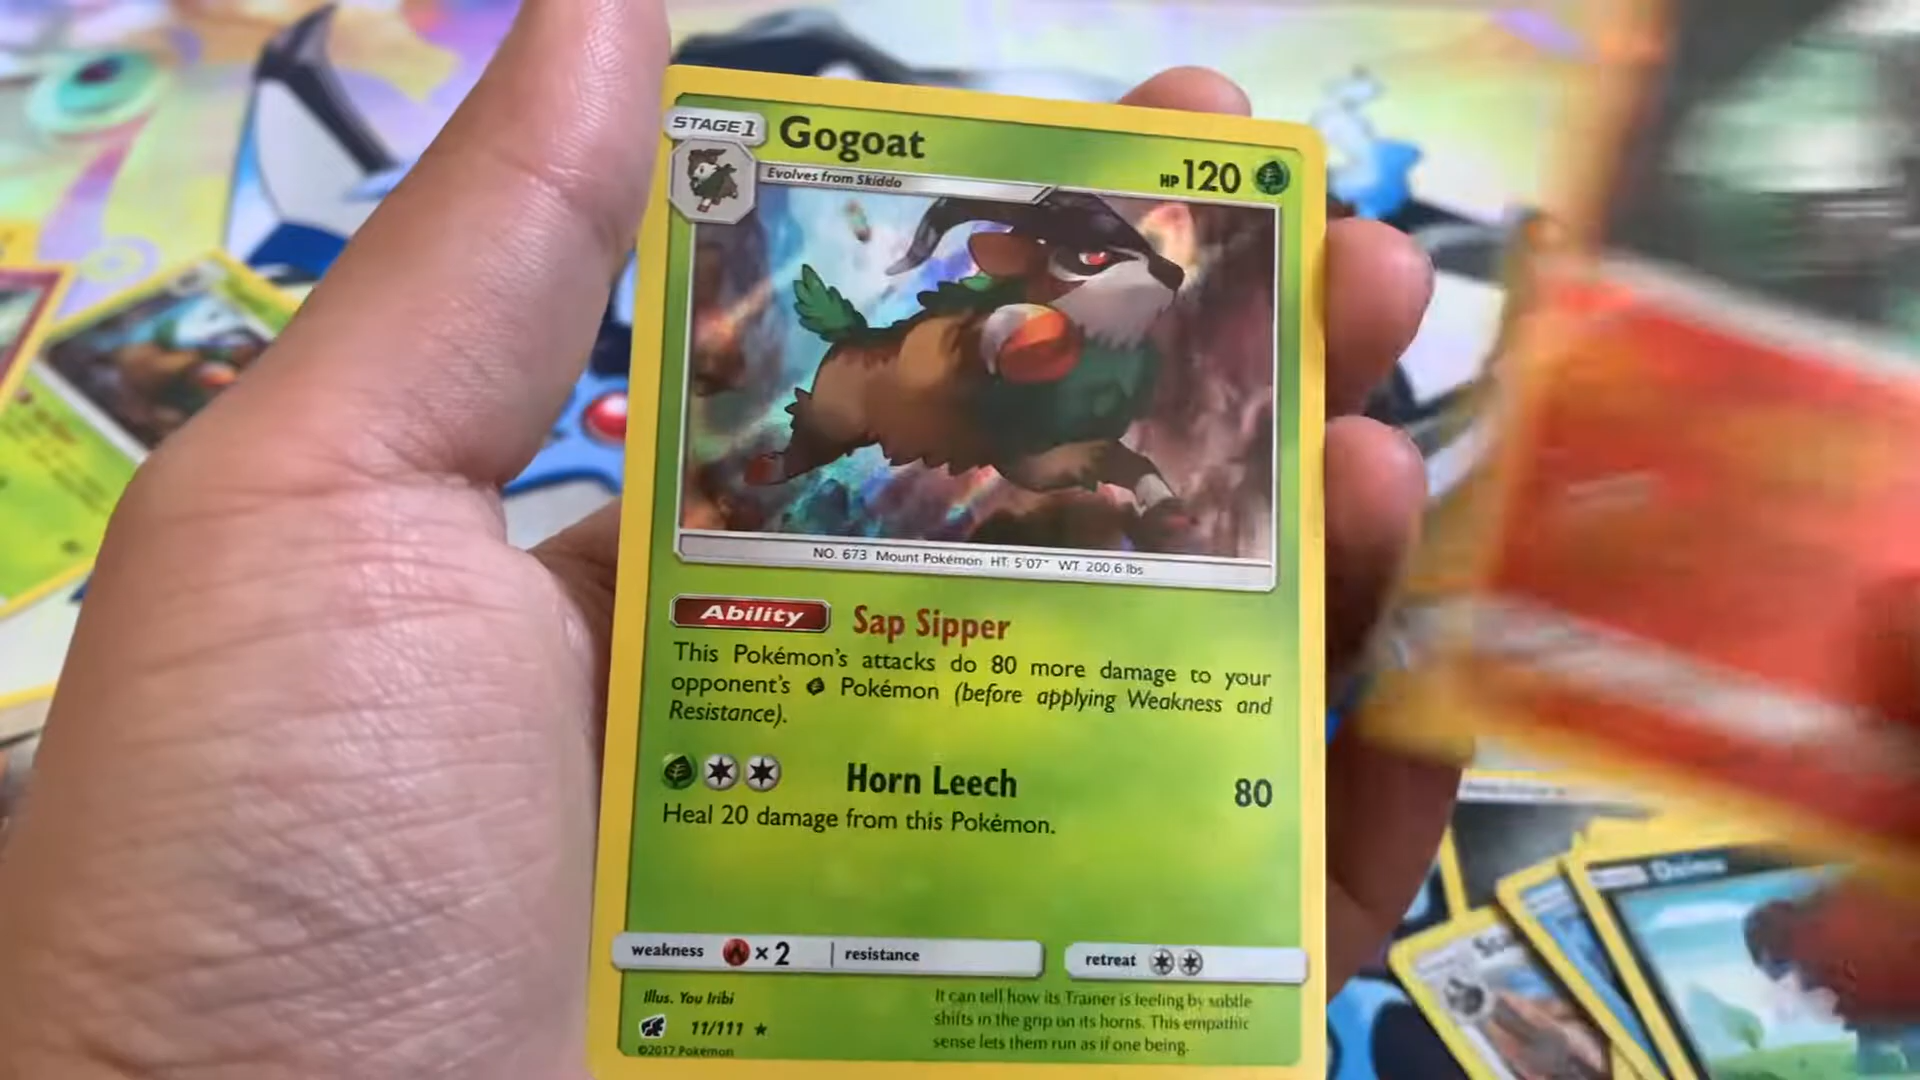 STAGE 1
Gogoat
HP 120
Evolves from Skiddo
NO. 673 Mount Pokémon HT: 5'07" WT: 200.6 lbs
Ability Sap Sipper
This Pokémon's attacks do 80 more damage to your
opponent's Pokémon (before applying Weakness and
Resistance).
Horn Leech 80
Heal 20 damage from this Pokémon.
weakness × 2 resistance
retreat
Illus. You Iribi
11/111
©2017 Pokémon
It can tell how its Trainer is feeling by subtle
shifts in the grip on its horns. This empathic
sense lets them run as if one being.